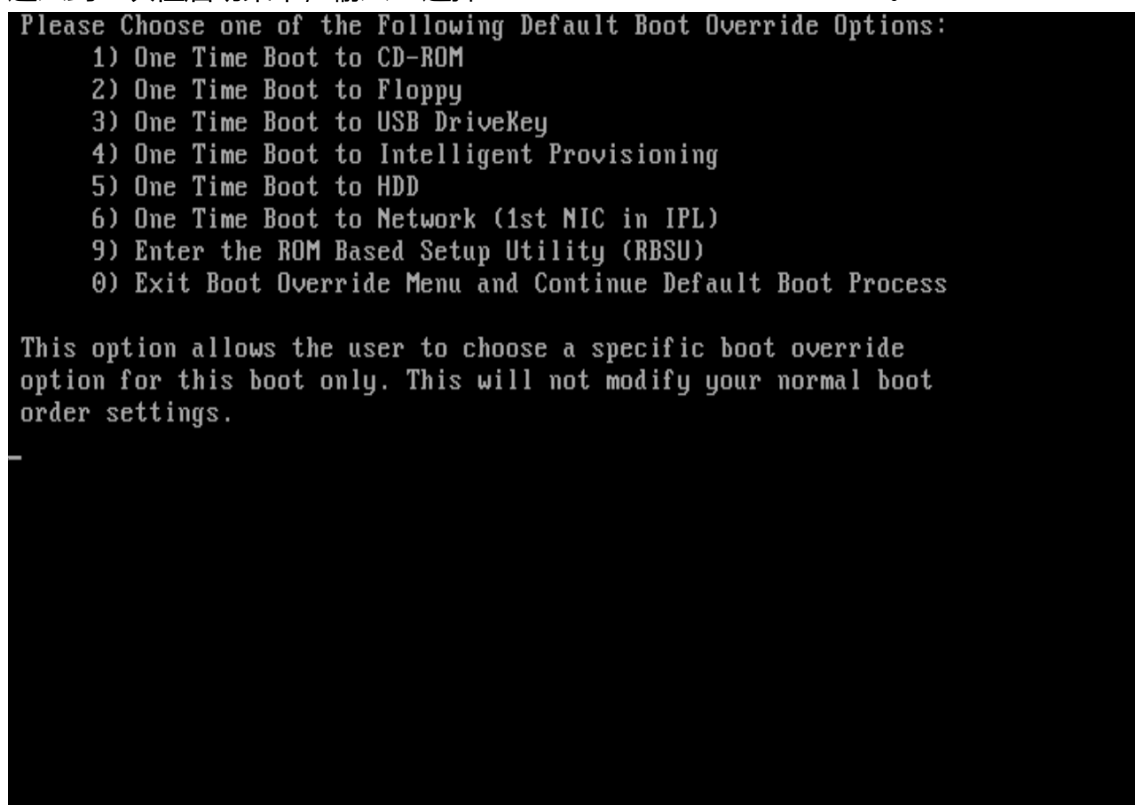 Please Choose one of the Following Default Boot Override Options:
1) One Time Boot to CD-ROM
2) One Time Boot to Floppy
3) One Time Boot to USB DriveKey
4) One Time Boot to Intelligent Provisioning
5) One Time Boot to HDD
6) One Time Boot to Network (1st NIC in IPL)
9) Enter the ROM Based Setup Utility (RBSU)
0) Exit Boot Override Menu and Continue Default Boot Process
This option allows the user to choose a specific boot override
option for this boot only. This will not modify your normal boot
order settings.